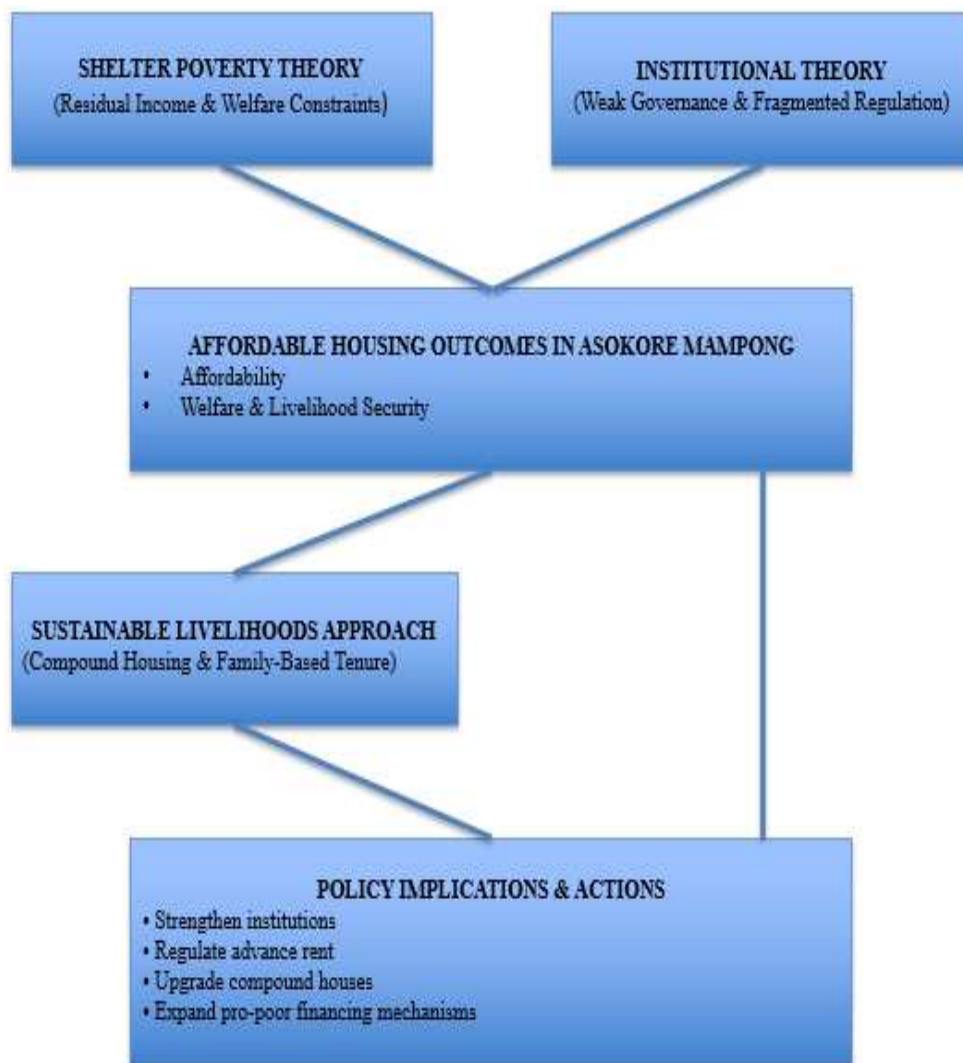 SHELTER POVERTY THEORY
(Residual Income & Welfare Constraints)
INSTITUTIONAL THEORY
(Weak Governance & Fragmented Regulation)
AFFORDABLE HOUSING OUTCOMES IN ASOKORE MAMPONG
• Affordability
• Welfare & Livelihood Security
SUSTAINABLE LIVELIHOODS APPROACH
(Compound Housing & Family-Based Tenure)
POLICY IMPLICATIONS & ACTIONS
• Strengthen institutions
• Regulate advance rent
• Upgrade compound houses
• Expand pro-poor financing mechanisms